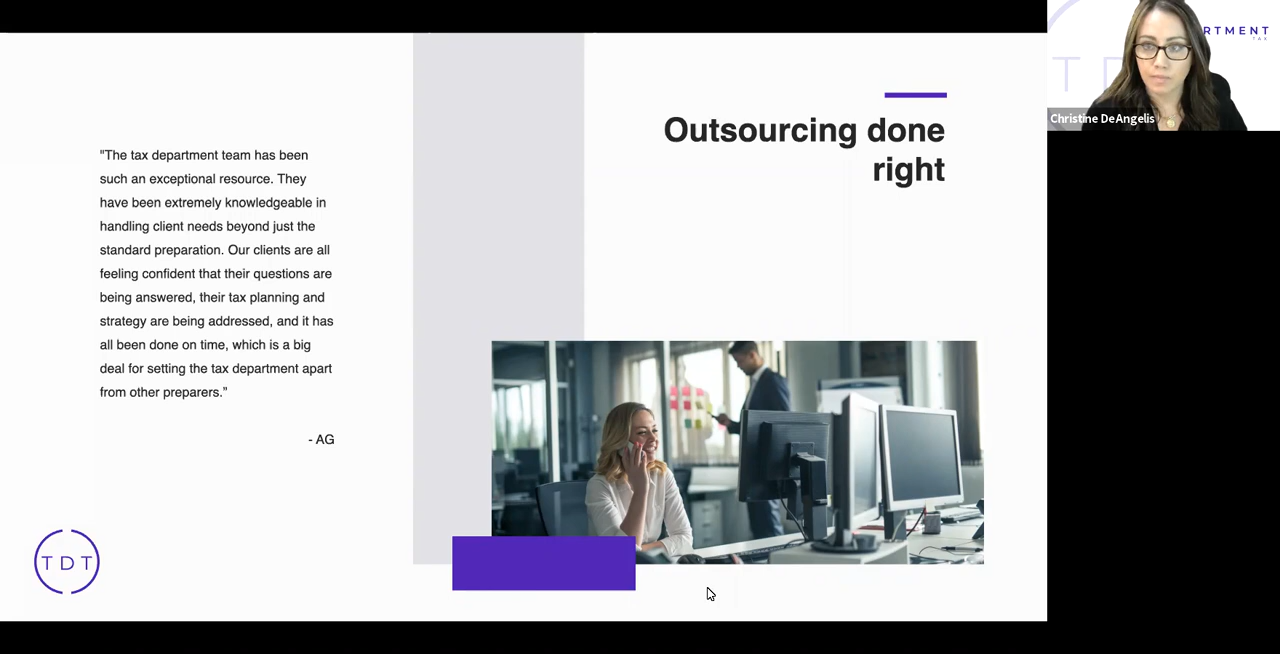 Outsourcing done
right
"The tax department team has been
such an exceptional resource. They
have been extremely knowledgeable in
handling client needs beyond just the
standard preparation. Our clients are all
feeling confident that their questions are
being answered, their tax planning and
strategy are being addressed, and it has
all been done on time, which is a big
deal for setting the tax department apart
from other preparers."
- AG
TDT
RTMENT
TAX
T D
Christine DeAngelis